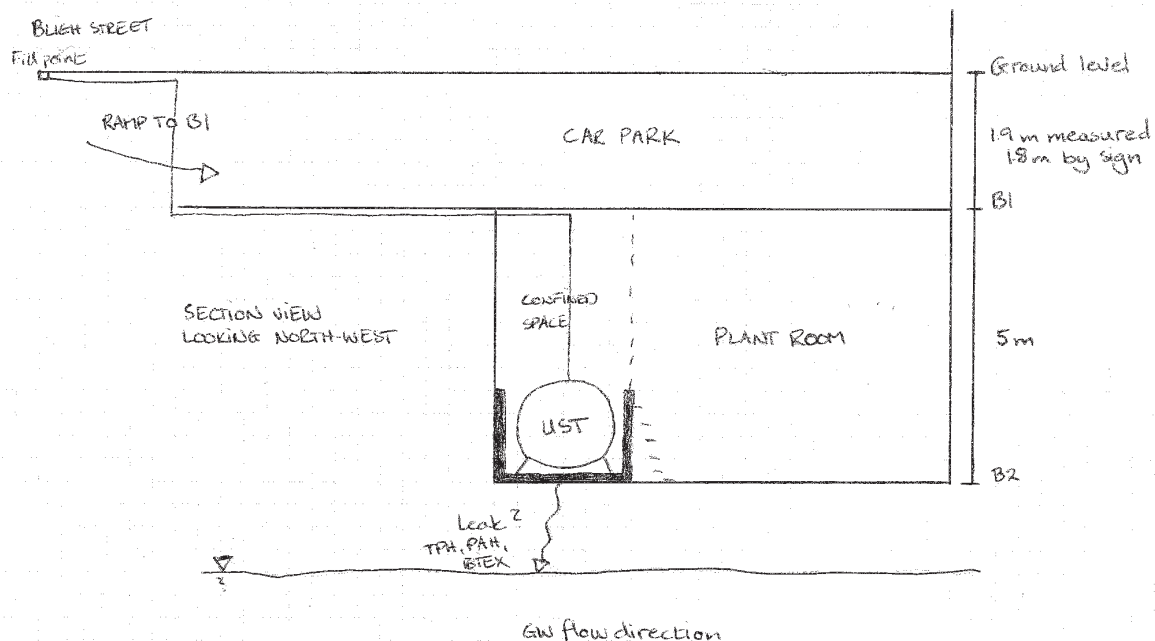 BLIGH STREET
Fill point
Ground level
RAMP TO B1
CAR PARK
1.9 m measured
1.8 m by sign
B1
SECTION VIEW
LOOKING NORTH-WEST
CONFINED
SPACE
PLANT ROOM
5 m
UST
B2
Leak?
TPH, PAH,
BTEX
?
GW flow direction